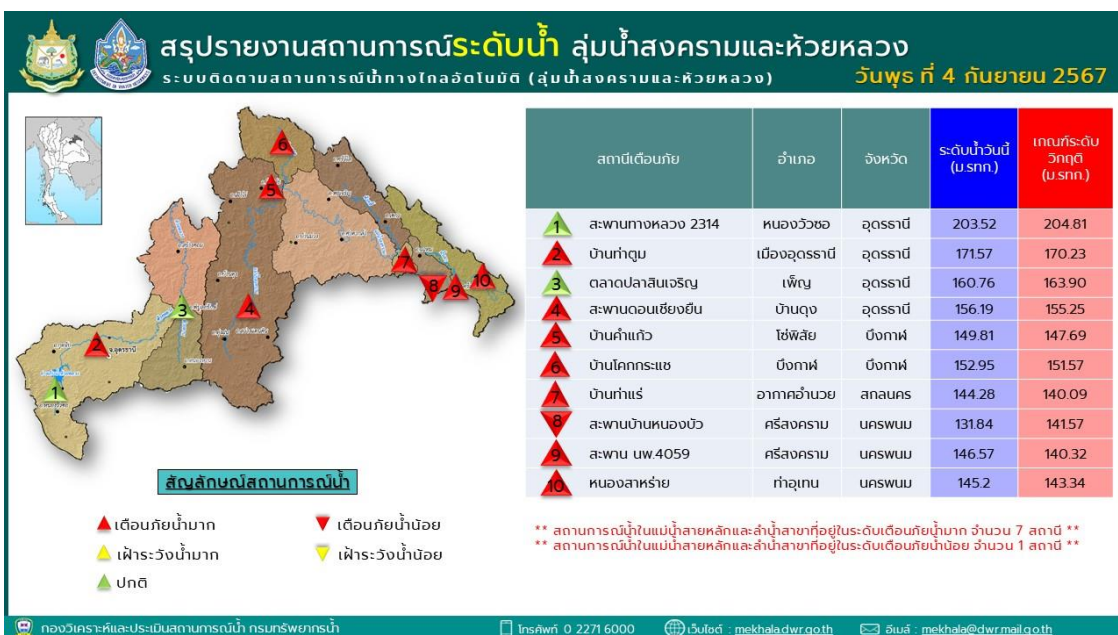 สรุปรายงานสถานการณ์ระดับน้ำ ลุ่มน้ำสงครามและห้วยหลวง
ระบบติดตามสถานการณ์น้ำทางไกลอัตโนมัติ (ลุ่มน้ำสงครามและห้วยหลวง)
วันพุธ ที่ 4 กันยายน 2567
สถานีเตือนภัย อำเภอ จังหวัด ระดับน้ำวันนี้ (ม.รทก.) เกณฑ์ระดับวิกฤติ (ม.รทก.)
1 สะพานทางหลวง 2314 หนองวัวซอ อุดรธานี 203.52 204.81
2 บ้านท่าตูม เมืองอุดรธานี อุดรธานี 171.57 170.23
3 ตลาดปลาสินเจริญ เพ็ญ อุดรธานี 160.76 163.90
4 สะพานดอนเชียงยืน บ้านดุง อุดรธานี 156.19 155.25
5 บ้านคำแก้ว โซ่พิสัย บึงกาฬ 149.81 147.69
6 บ้านโคกกระแซ บึงกาฬ บึงกาฬ 152.95 151.57
7 บ้านท่าแร่ อากาศอำนวย สกลนคร 144.28 140.09
8 สะพานบ้านหนองบัว ศรีสงคราม นครพนม 131.84 141.57
9 สะพาน นพ.4059 ศรีสงคราม นครพนม 146.57 140.32
10 หนองสาหร่าย ท่าอุเทน นครพนม 145.2 143.34
6
5
7
8
9
10
3
4
2
1
สัญลักษณ์สถานการณ์น้ำ
เตือนภัยน้ำมาก เตือนภัยน้ำน้อย
เฝ้าระวังน้ำมาก เฝ้าระวังน้ำน้อย
ปกติ
** สถานการณ์น้ำในแม่น้ำสายหลักและลำน้ำสาขาที่อยู่ในระดับเตือนภัยน้ำมาก จำนวน 7 สถานี **
** สถานการณ์น้ำในแม่น้ำสายหลักและลำน้ำสาขาที่อยู่ในระดับเตือนภัยน้ำน้อย จำนวน 1 สถานี **
กองวิเคราะห์และประเมินสถานการณ์น้ำ กรมทรัพยากรน้ำ โทรศัพท์ 0 2271 6000 เว็บไซต์ : mekhala.dwr.go.th อีเมล์ : mekhala@dwr.mail.go.th